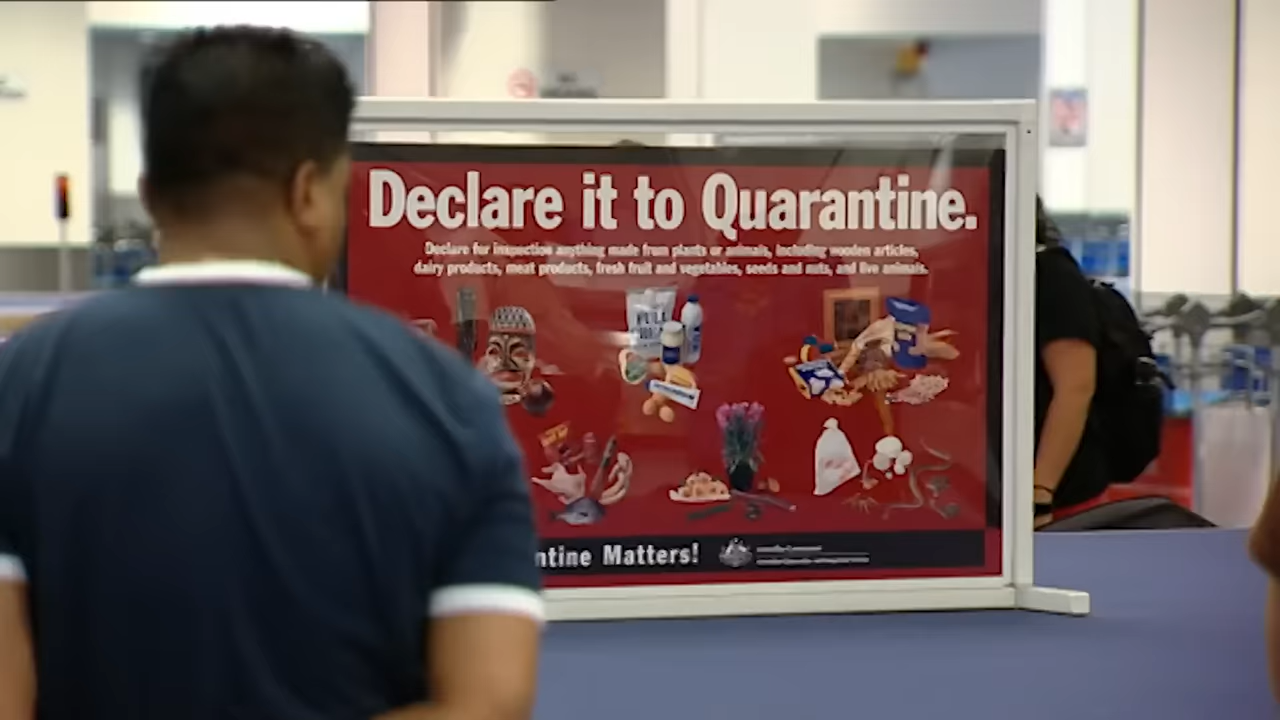 Declare it to Quarantine.
Declare for inspection anything made from plants or animals, including wooden articles,
dairy products, meat products, fresh fruit and vegetables, seeds and nuts, and live animals.
ntine Matters!